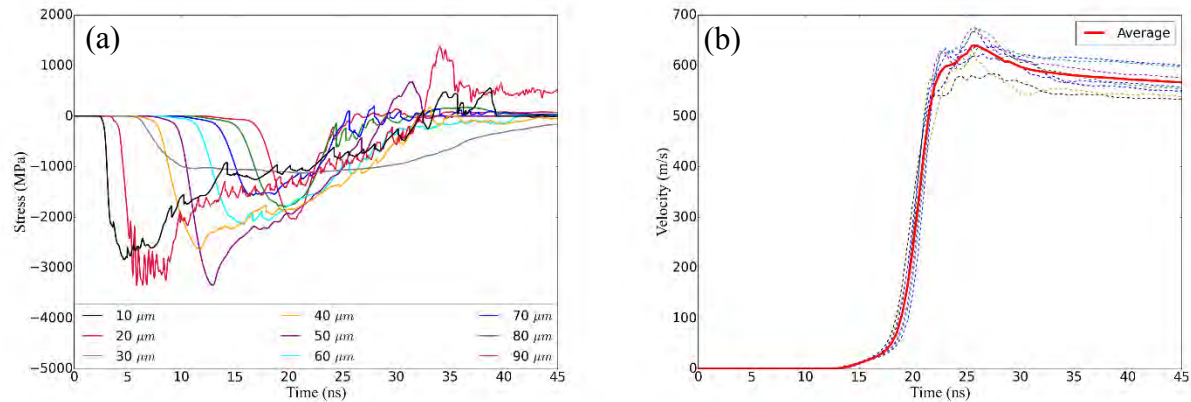 (a)
Stress (MPa)
2000
1000
0
−1000
−2000
−3000
−4000
−5000
10 μm
20 μm
30 μm
40 μm
50 μm
60 μm
70 μm
80 μm
90 μm
0 5 10 15 20 25 30 35 40 45
Time (ns)
(b)
Average
Velocity (m/s)
700
600
500
400
300
200
100
0
0 5 10 15 20 25 30 35 40 45
Time (ns)